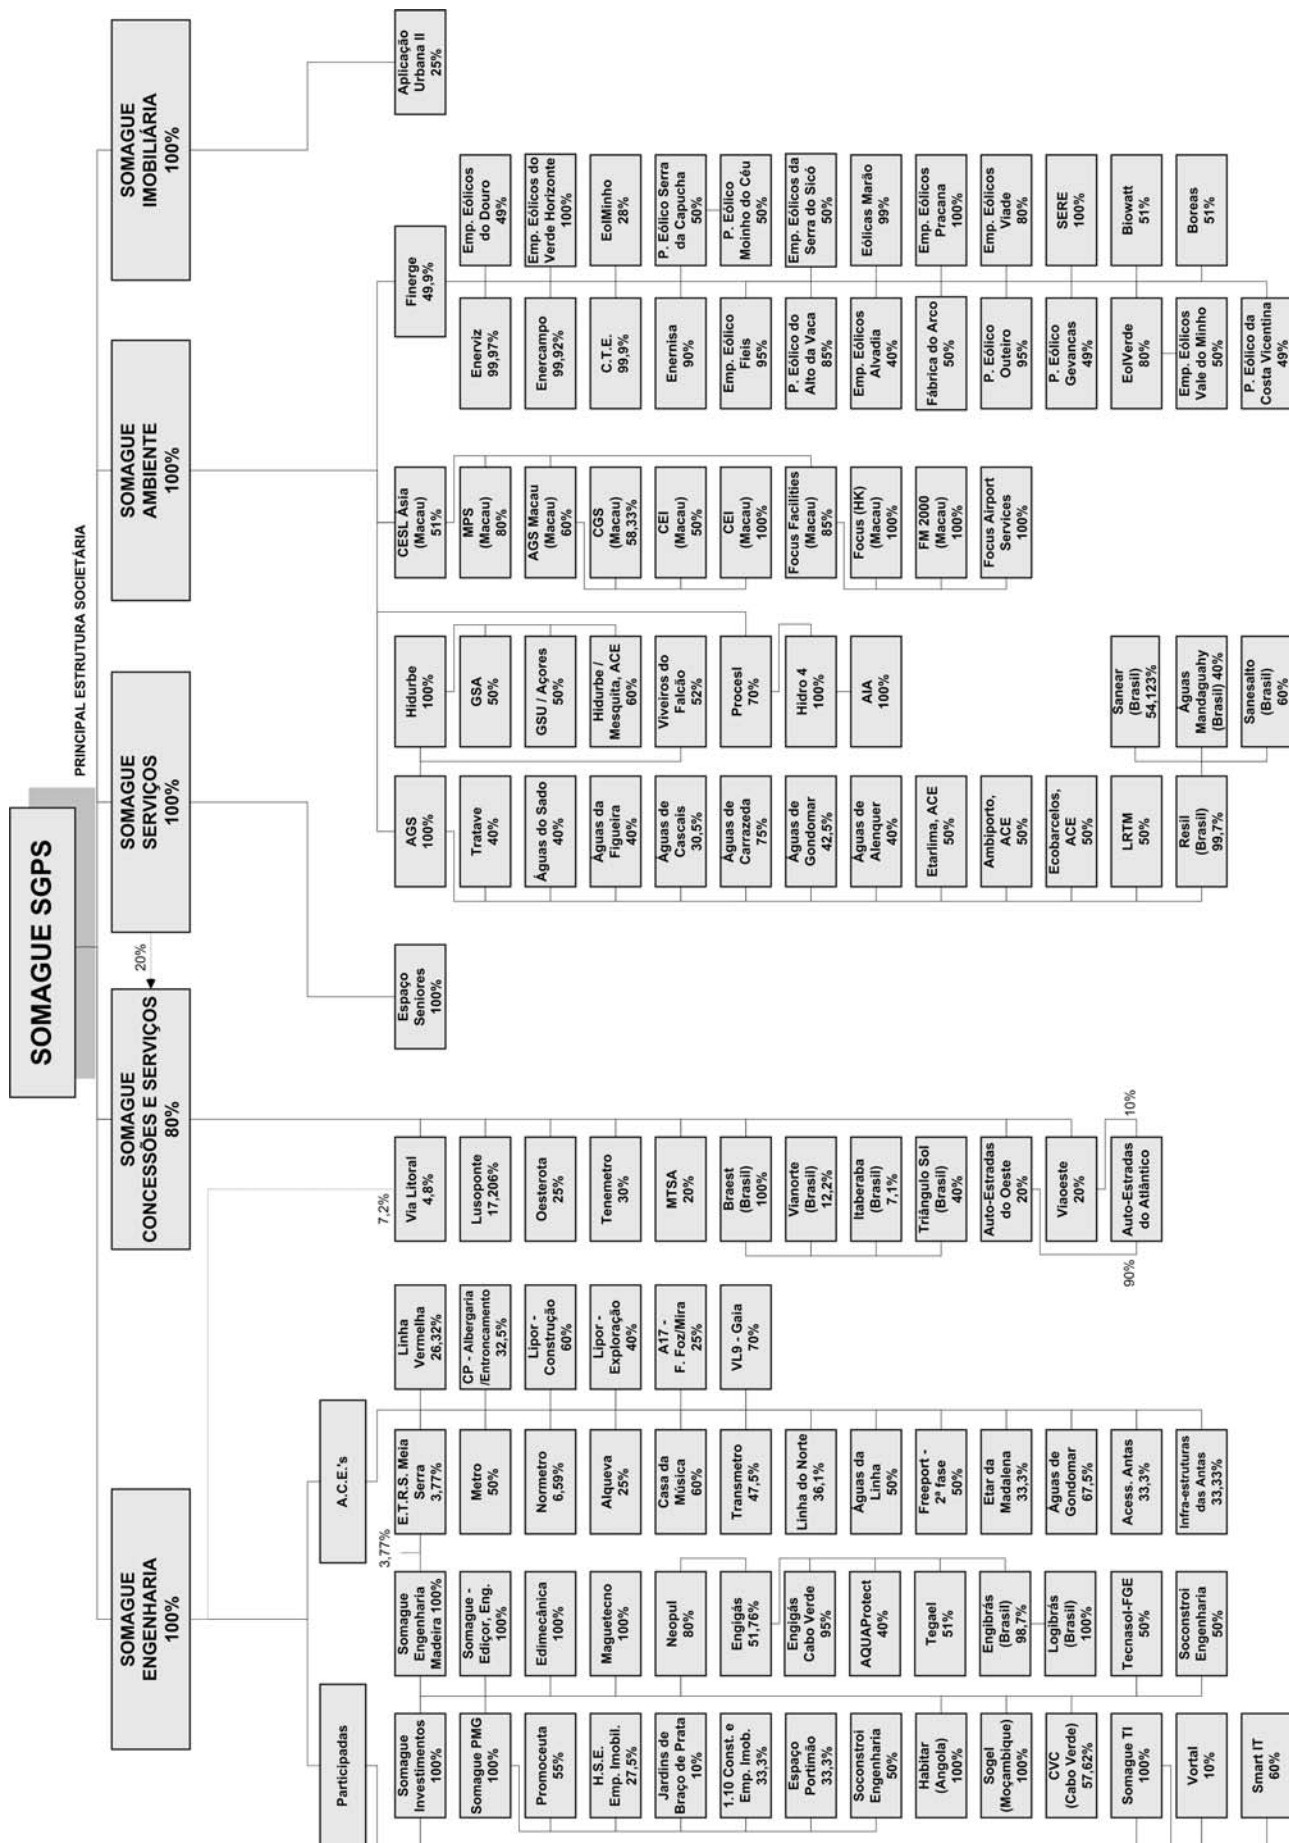 SOMAGUE SGPS
PRINCIPAL ESTRUTURA SOCIETÁRIA
SOMAGUE
ENGENHARIA
100%
SOMAGUE
CONCESSÕES E SERVIÇOS
80%
20%
SOMAGUE
SERVIÇOS
100%
SOMAGUE
AMBIENTE
100%
SOMAGUE
IMOBILIÁRIA
100%
Participadas
A.C.E.'s
Somague
Investimentos
100%
Somague PMG
100%
Promoceuta
55%
H.S.E.
Emp. Imobil.
27,5%
Jardins de
Braço de Prata
10%
1.10 Const. e
Emp. Imob.
33,3%
Espaço
Portimão
33,3%
Soconstroi
Engenharia
50%
Habitar
(Angola)
100%
Sogel
(Moçambique)
100%
CVC
(Cabo Verde)
57,62%
Somague TI
100%
Vortal
10%
Smart IT
60%
Somague
Engenharia
Madeira 100%
Somague -
Ediçor, Eng.
100%
Edimecânica
100%
Maguetecno
100%
Neopul
80%
Engigás
51,76%
Engigás
Cabo Verde
95%
AQUAProtect
40%
Tegael
51%
Engibrás
(Brasil)
98,7%
Logibrás
(Brasil)
100%
Tecnasol-FGE
50%
Soconstroi
Engenharia
50%
3,77%
E.T.R.S. Meia
Serra
3,77%
Metro
50%
Normetro
6,59%
Alqueva
25%
Casa da
Música
60%
Transmetro
47,5%
Linha do Norte
36,1%
Águas da
Linha
50%
Freeport -
2ª fase
50%
Etar da
Madalena
33,3%
Águas de
Gondomar
67,5%
Acess. Antas
33,3%
Infra-estruturas
das Antas
33,33%
Linha
Vermelha
26,32%
CP - Albergaria
/Entroncamento
32,5%
Lipor -
Construção
60%
Lipor -
Exploração
40%
A17 -
F. Foz/Mira
25%
VL9 - Gaia
70%
7,2%
Via Litoral
4,8%
Lusoponte
17,206%
Oesterota
25%
Tenemetro
30%
MTSA
20%
Braest
(Brasil)
100%
Vianorte
(Brasil)
12,2%
Itaberaba
(Brasil)
7,1%
Triângulo Sol
(Brasil)
40%
Auto-Estradas
do Oeste
20%
Viaoeste
20%
Auto-Estradas
do Atlântico
90%
10%
Espaço
Seniores
100%
AGS
100%
Tratave
40%
Águas do Sado
40%
Águas da
Figueira
40%
Águas de
Cascais
30,5%
Águas de
Carrazeda
75%
Águas de
Gondomar
42,5%
Águas de
Alenquer
40%
Etarlima, ACE
50%
Ambiporto,
ACE
50%
Ecobarcelos,
ACE
50%
LRTM
50%
Resil
(Brasil)
99,7%
Hidurbe
100%
GSA
50%
GSU / Açores
50%
Hidurbe /
Mesquita, ACE
60%
Viveiros do
Falcão
52%
Procesl
70%
Hidro 4
100%
AIA
100%
Sanear
(Brasil)
54,123%
Águas
Mandaguahy
(Brasil) 40%
Sanesalto
(Brasil)
60%
CESL Ásia
(Macau)
51%
MPS
(Macau)
80%
AGS Macau
(Macau)
60%
CGS
(Macau)
58,33%
CEI
(Macau)
50%
CEI
(Macau)
100%
Focus Facilities
(Macau)
85%
Focus (HK)
(Macau)
100%
FM 2000
(Macau)
100%
Focus Airport
Services
100%
Finerge
49,9%
Enerviz
99,97%
Enercampo
99,92%
C.T.E.
99,9%
Enernisa
90%
Emp. Eólico
Fieis
95%
P. Eólico do
Alto da Vaca
85%
Emp. Eólicos
Alvadia
40%
Fábrica do Arco
50%
P. Eólico
Outeiro
95%
P. Eólico
Gevancas
49%
EolVerde
80%
Emp. Eólicos
Vale do Minho
50%
P. Eólico da
Costa Vicentina
49%
Emp. Eólicos
do Douro
49%
Emp. Eólicos do
Verde Horizonte
100%
EolMinho
28%
P. Eólico Serra
da Capucha
50%
P. Eólico
Moinho do Céu
50%
Emp. Eólicos da
Serra do Sicó
50%
Eólicas Marão
99%
Emp. Eólicos
Pracana
100%
Emp. Eólicos
Viade
80%
SERE
100%
Biowatt
51%
Boreas
51%
Aplicação
Urbana II
25%